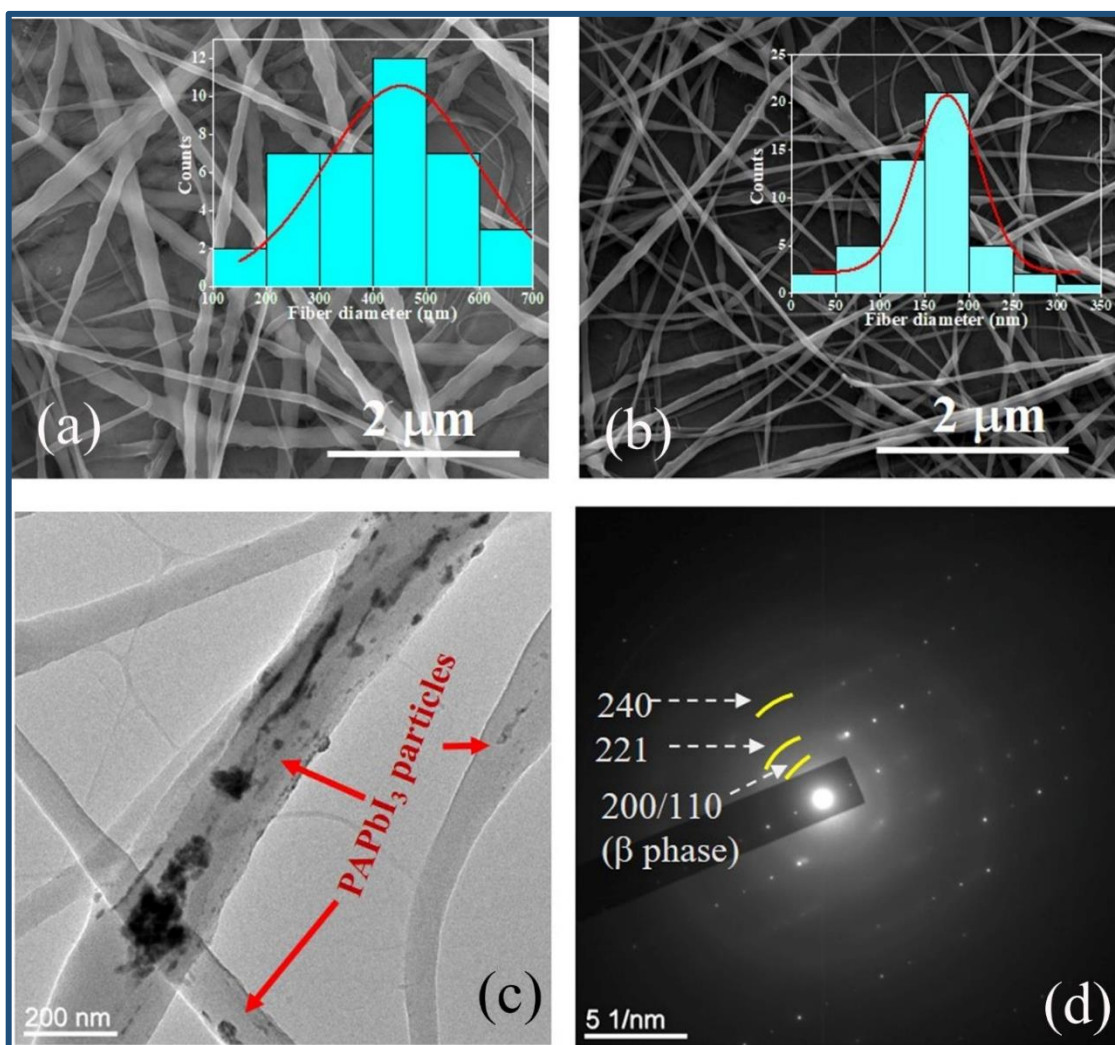 12
10
8
6
4
2
0
Counts
100 200 300 400 500 600 700
Fiber diameter (nm)
(a)
2 μm
25
20
15
10
5
0
Counts
0 50 100 150 200 250 300 350
Fiber diameter (nm)
(b)
2 μm
PAPbI₃ particles
200 nm
(c)
240
221
200/110
(β phase)
5 1/nm
(d)